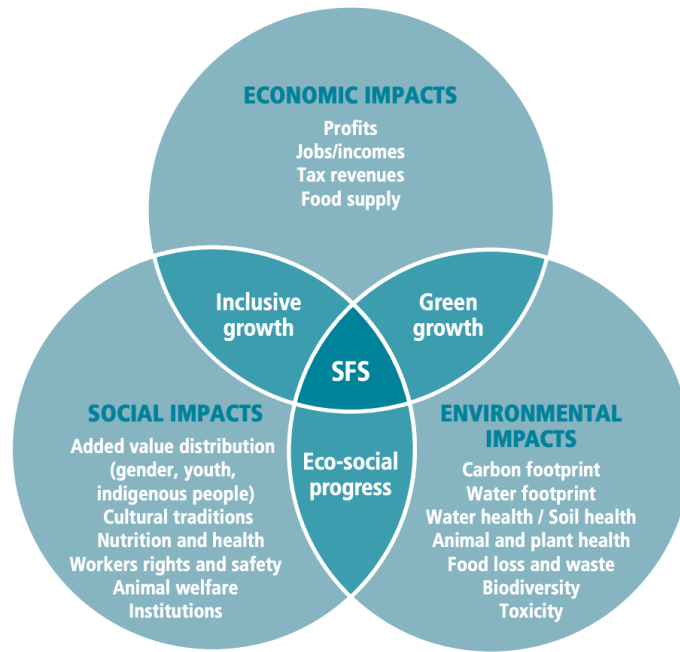 ECONOMIC IMPACTS
Profits
Jobs/incomes
Tax revenues
Food supply
Inclusive
growth
Green
growth
SFS
SOCIAL IMPACTS
Added value distribution
(gender, youth,
indigenous people)
Cultural traditions
Nutrition and health
Workers rights and safety
Animal welfare
Institutions
Eco-social
progress
ENVIRONMENTAL
IMPACTS
Carbon footprint
Water footprint
Water health / Soil health
Animal and plant health
Food loss and waste
Biodiversity
Toxicity